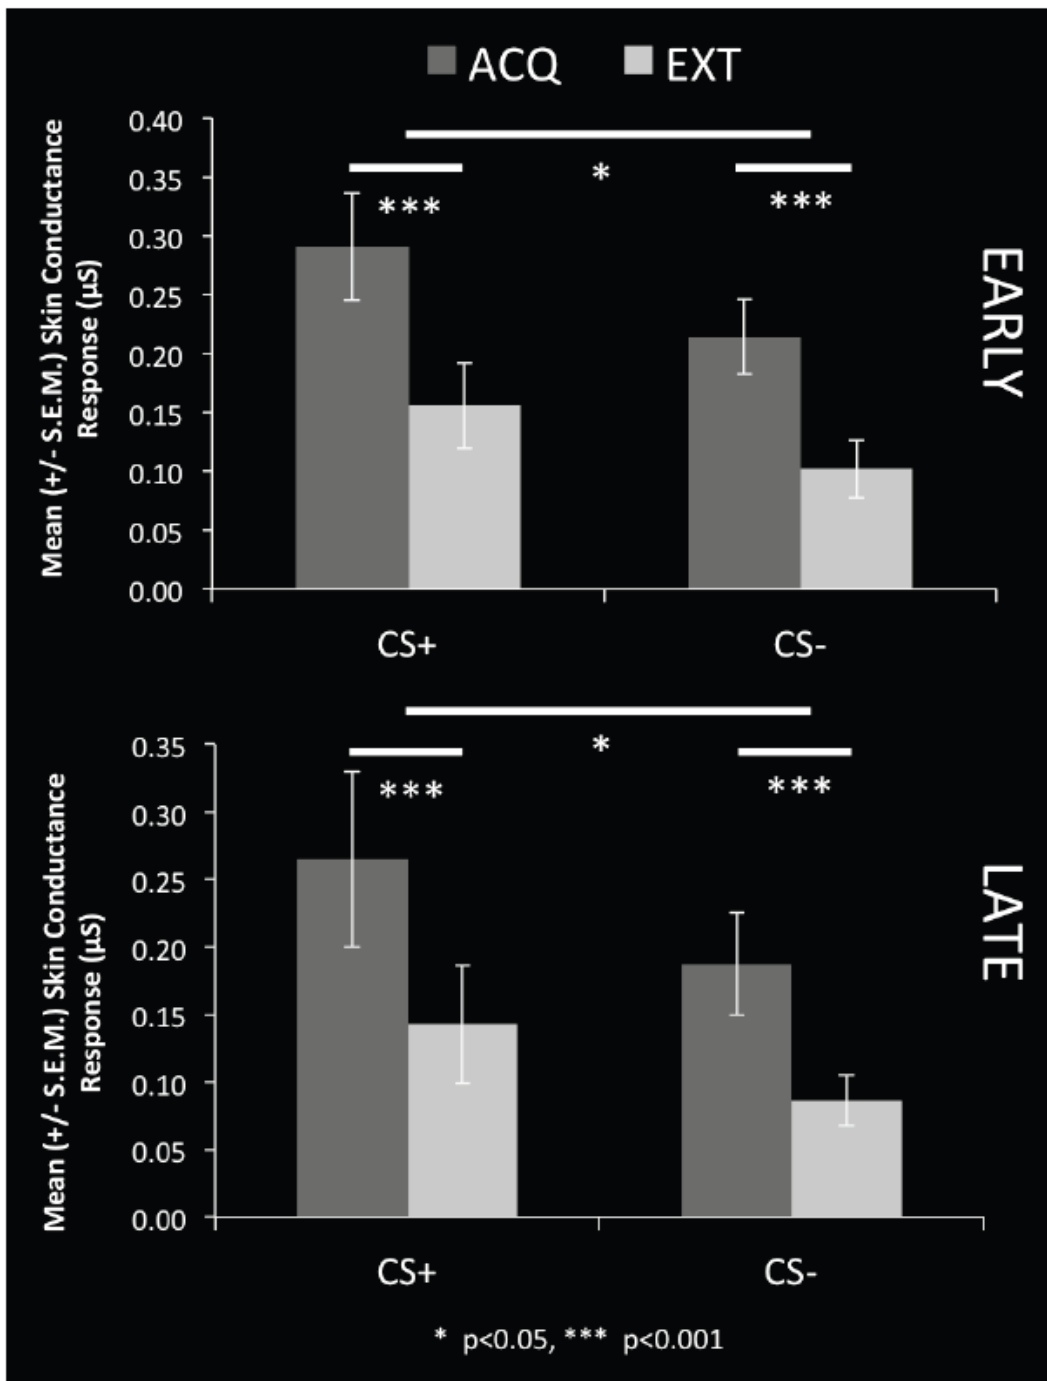 ACQ EXT
Mean (+/- S.E.M.) Skin Conductance
Response (µS)
0.40
0.35
0.30
0.25
0.20
0.15
0.10
0.05
0.00
*
***
***
CS+ CS-
EARLY
Mean (+/- S.E.M.) Skin Conductance
Response (µS)
0.35
0.30
0.25
0.20
0.15
0.10
0.05
0.00
*
***
***
CS+ CS-
LATE
* p<0.05, *** p<0.001